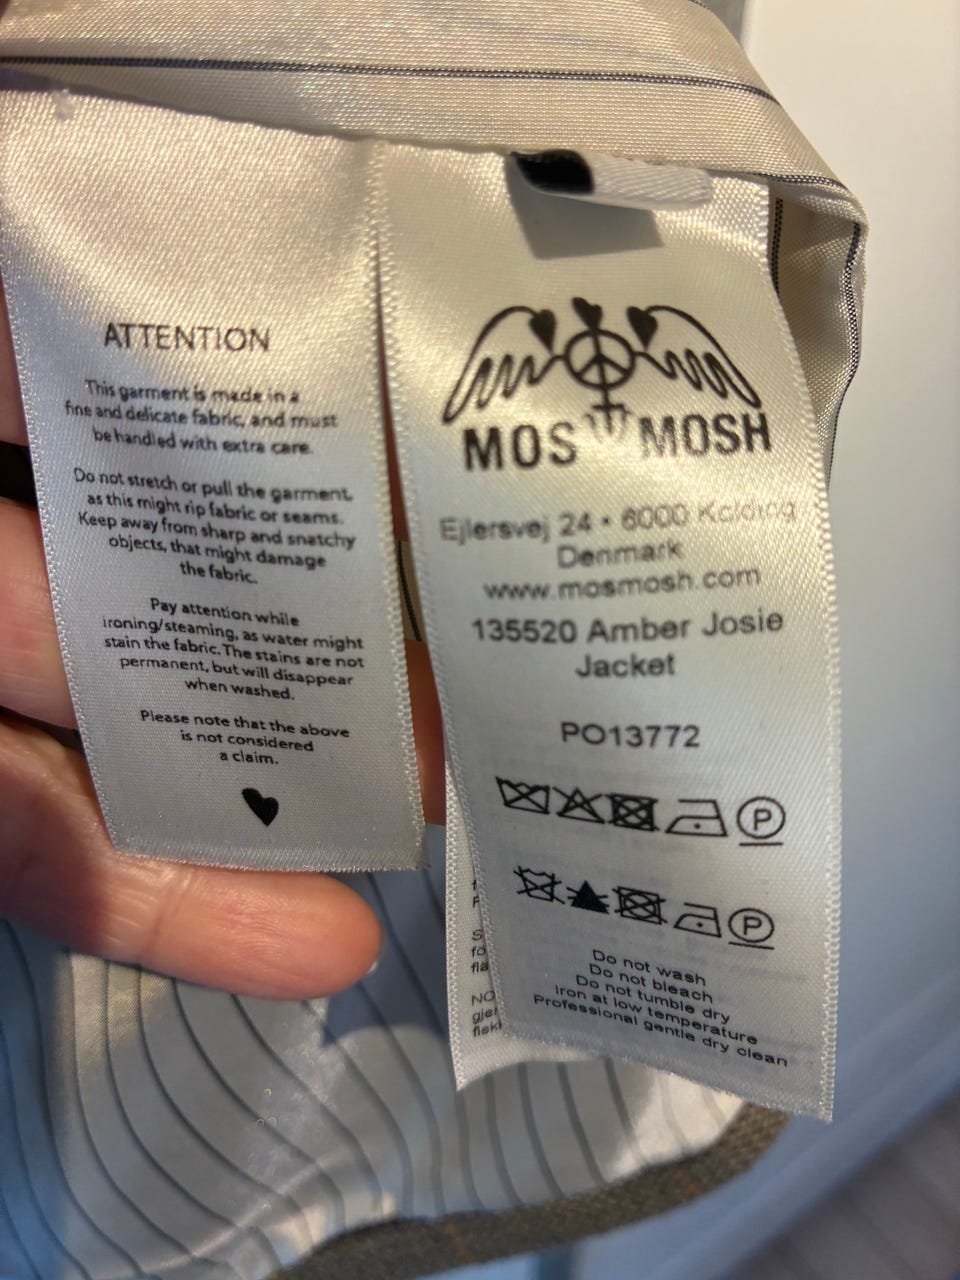 ATTENTION
This garment is made in a
fine and delicate fabric, and must
be handled with extra care.
Do not stretch or pull the garment,
as this might rip fabric or seams.
Keep away from sharp and snatchy
objects, that might damage
the fabric.
Pay attention while
ironing/steaming, as water might
stain the fabric. The stains are not
permanent, but will disappear
when washed.
Please note that the above
is not considered
a claim.
MOS MOSH
Ejlersvej 24 • 6000 Kolding
Denmark
www.mosmosh.com
135520 Amber Josie
Jacket
PO13772
P
P
Do not wash
Do not bleach
Do not tumble dry
Iron at low temperature
Professional gentle dry clean
NO